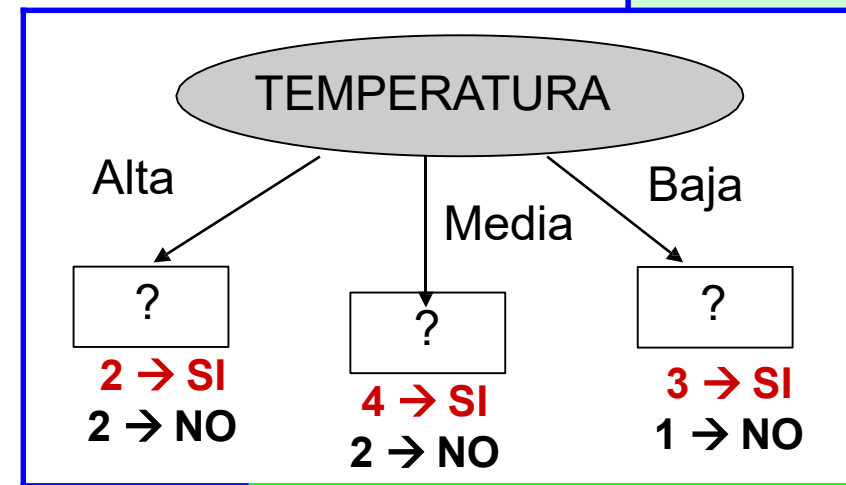 TEMPERATURA
Alta
Media
Baja
?
?
?
2 → SI
2 → NO
4 → SI
2 → NO
3 → SI
1 → NO